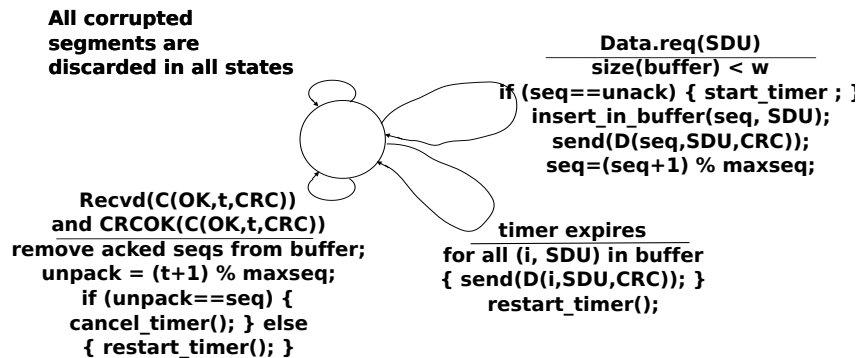 All corrupted
segments are
discarded in all states
Data.req(SDU)
size(buffer) < w
if (seq==unack) { start_timer ; }
insert_in_buffer(seq, SDU);
send(D(seq,SDU,CRC));
seq=(seq+1) % maxseq;
Recvd(C(OK,t,CRC))
and CRCOK(C(OK,t,CRC))
remove acked seqs from buffer;
unpack = (t+1) % maxseq;
if (unpack==seq) {
cancel_timer(); } else
{ restart_timer(); }
timer expires
for all (i, SDU) in buffer
{ send(D(i,SDU,CRC)); }
restart_timer();